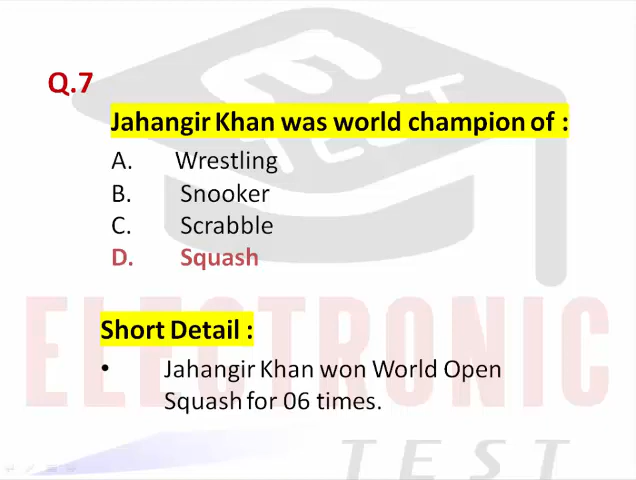 Q.7
Jahangir Khan was world champion of :
A. Wrestling
B. Snooker
C. Scrabble
D. Squash
Short Detail :
• Jahangir Khan won World Open
Squash for 06 times.
ELECTRONIC
TEST
E TEST